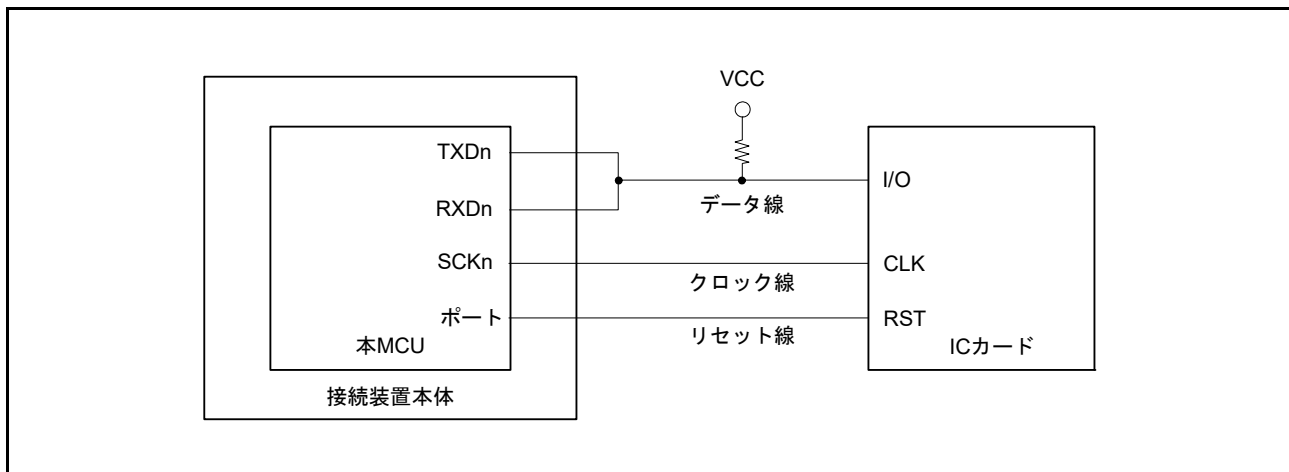 VCC
TXDn
I/O
データ線
RXDn
SCKn
CLK
クロック線
ポート
RST
リセット線
本MCU
ICカード
接続装置本体